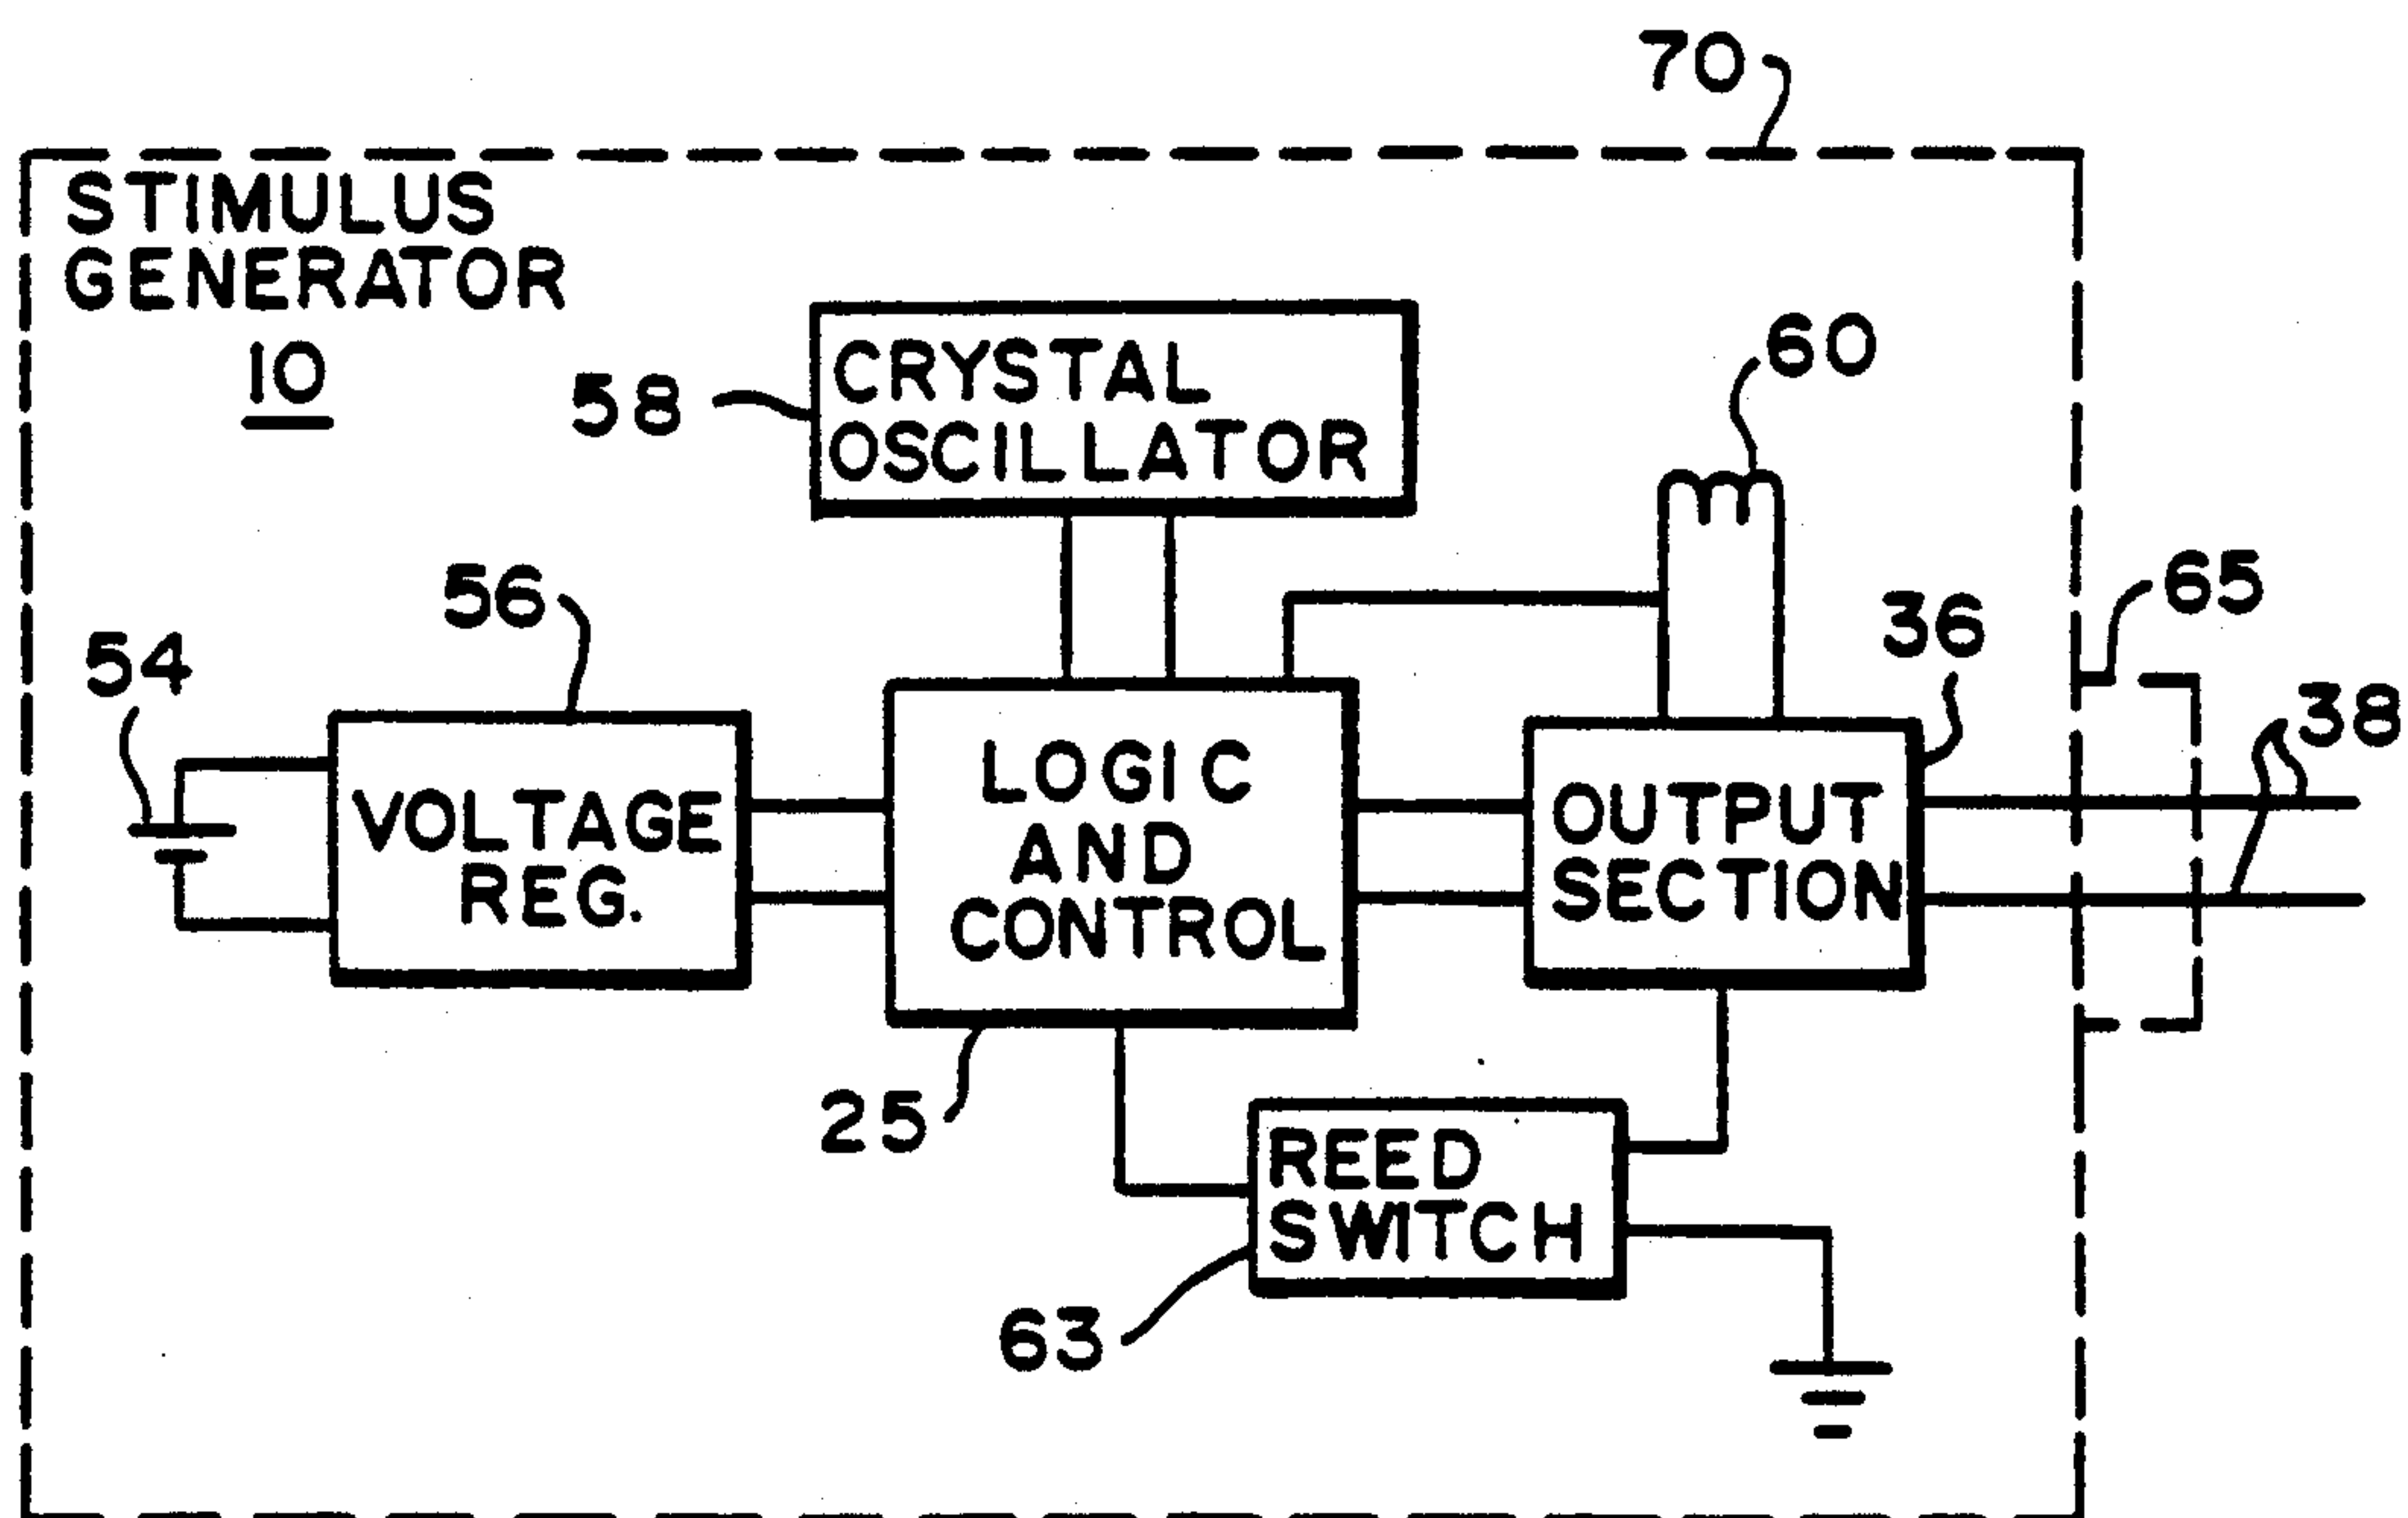 70
STIMULUS
GENERATOR
10
58
CRYSTAL
OSCILLATOR
60
56
54
36
65
38
VOLTAGE
REG.
LOGIC
AND
CONTROL
OUTPUT
SECTION
25
REED
SWITCH
63